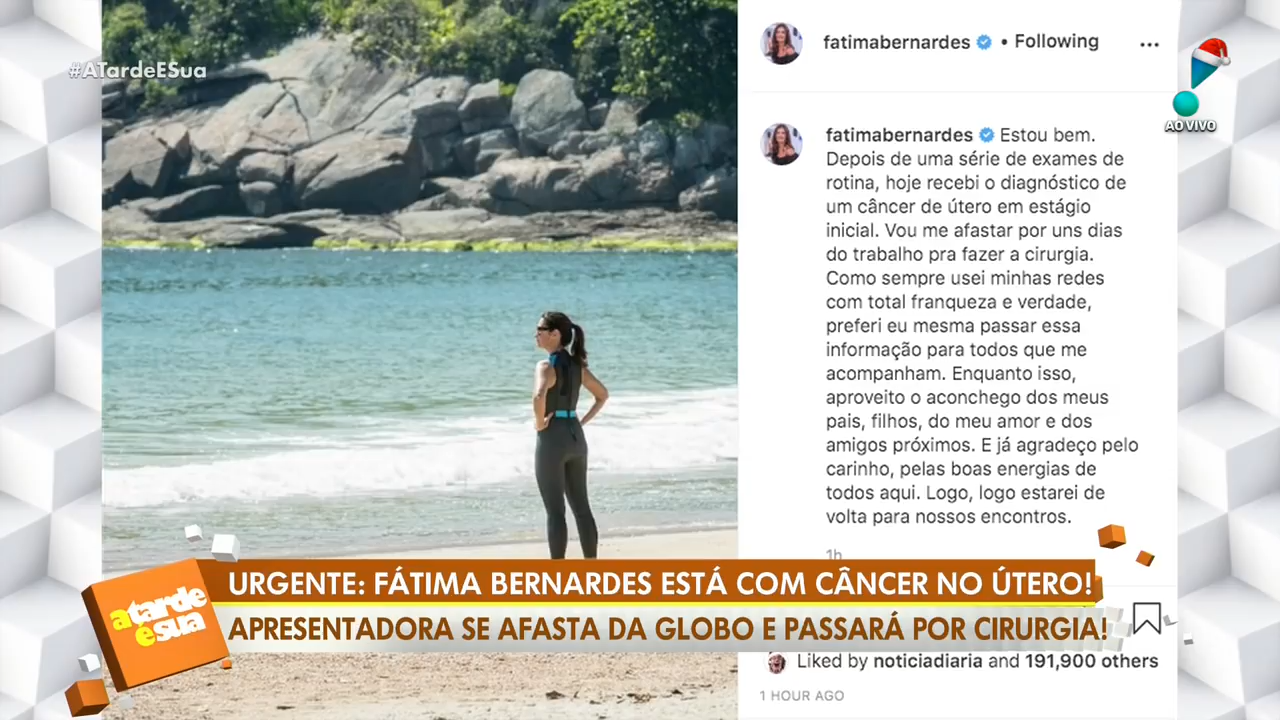 #ATardeESua
fatimabernardes • Following
...
AO VIVO
fatimabernardes Estou bem.
Depois de uma série de exames de
rotina, hoje recebi o diagnóstico de
um câncer de útero em estágio
inicial. Vou me afastar por uns dias
do trabalho pra fazer a cirurgia.
Como sempre usei minhas redes
com total franqueza e verdade,
preferi eu mesma passar essa
informação para todos que me
acompanham. Enquanto isso,
aproveito o aconchego dos meus
pais, filhos, do meu amor e dos
amigos próximos. E já agradeço pelo
carinho, pelas boas energias de
todos aqui. Logo, logo estarei de
volta para nossos encontros.
1h
a tarde
é sua
URGENTE: FÁTIMA BERNARDES ESTÁ COM CÂNCER NO ÚTERO!
APRESENTADORA SE AFASTA DA GLOBO E PASSARÁ POR CIRURGIA!
Liked by noticiadiaria and 191,900 others
1 HOUR AGO